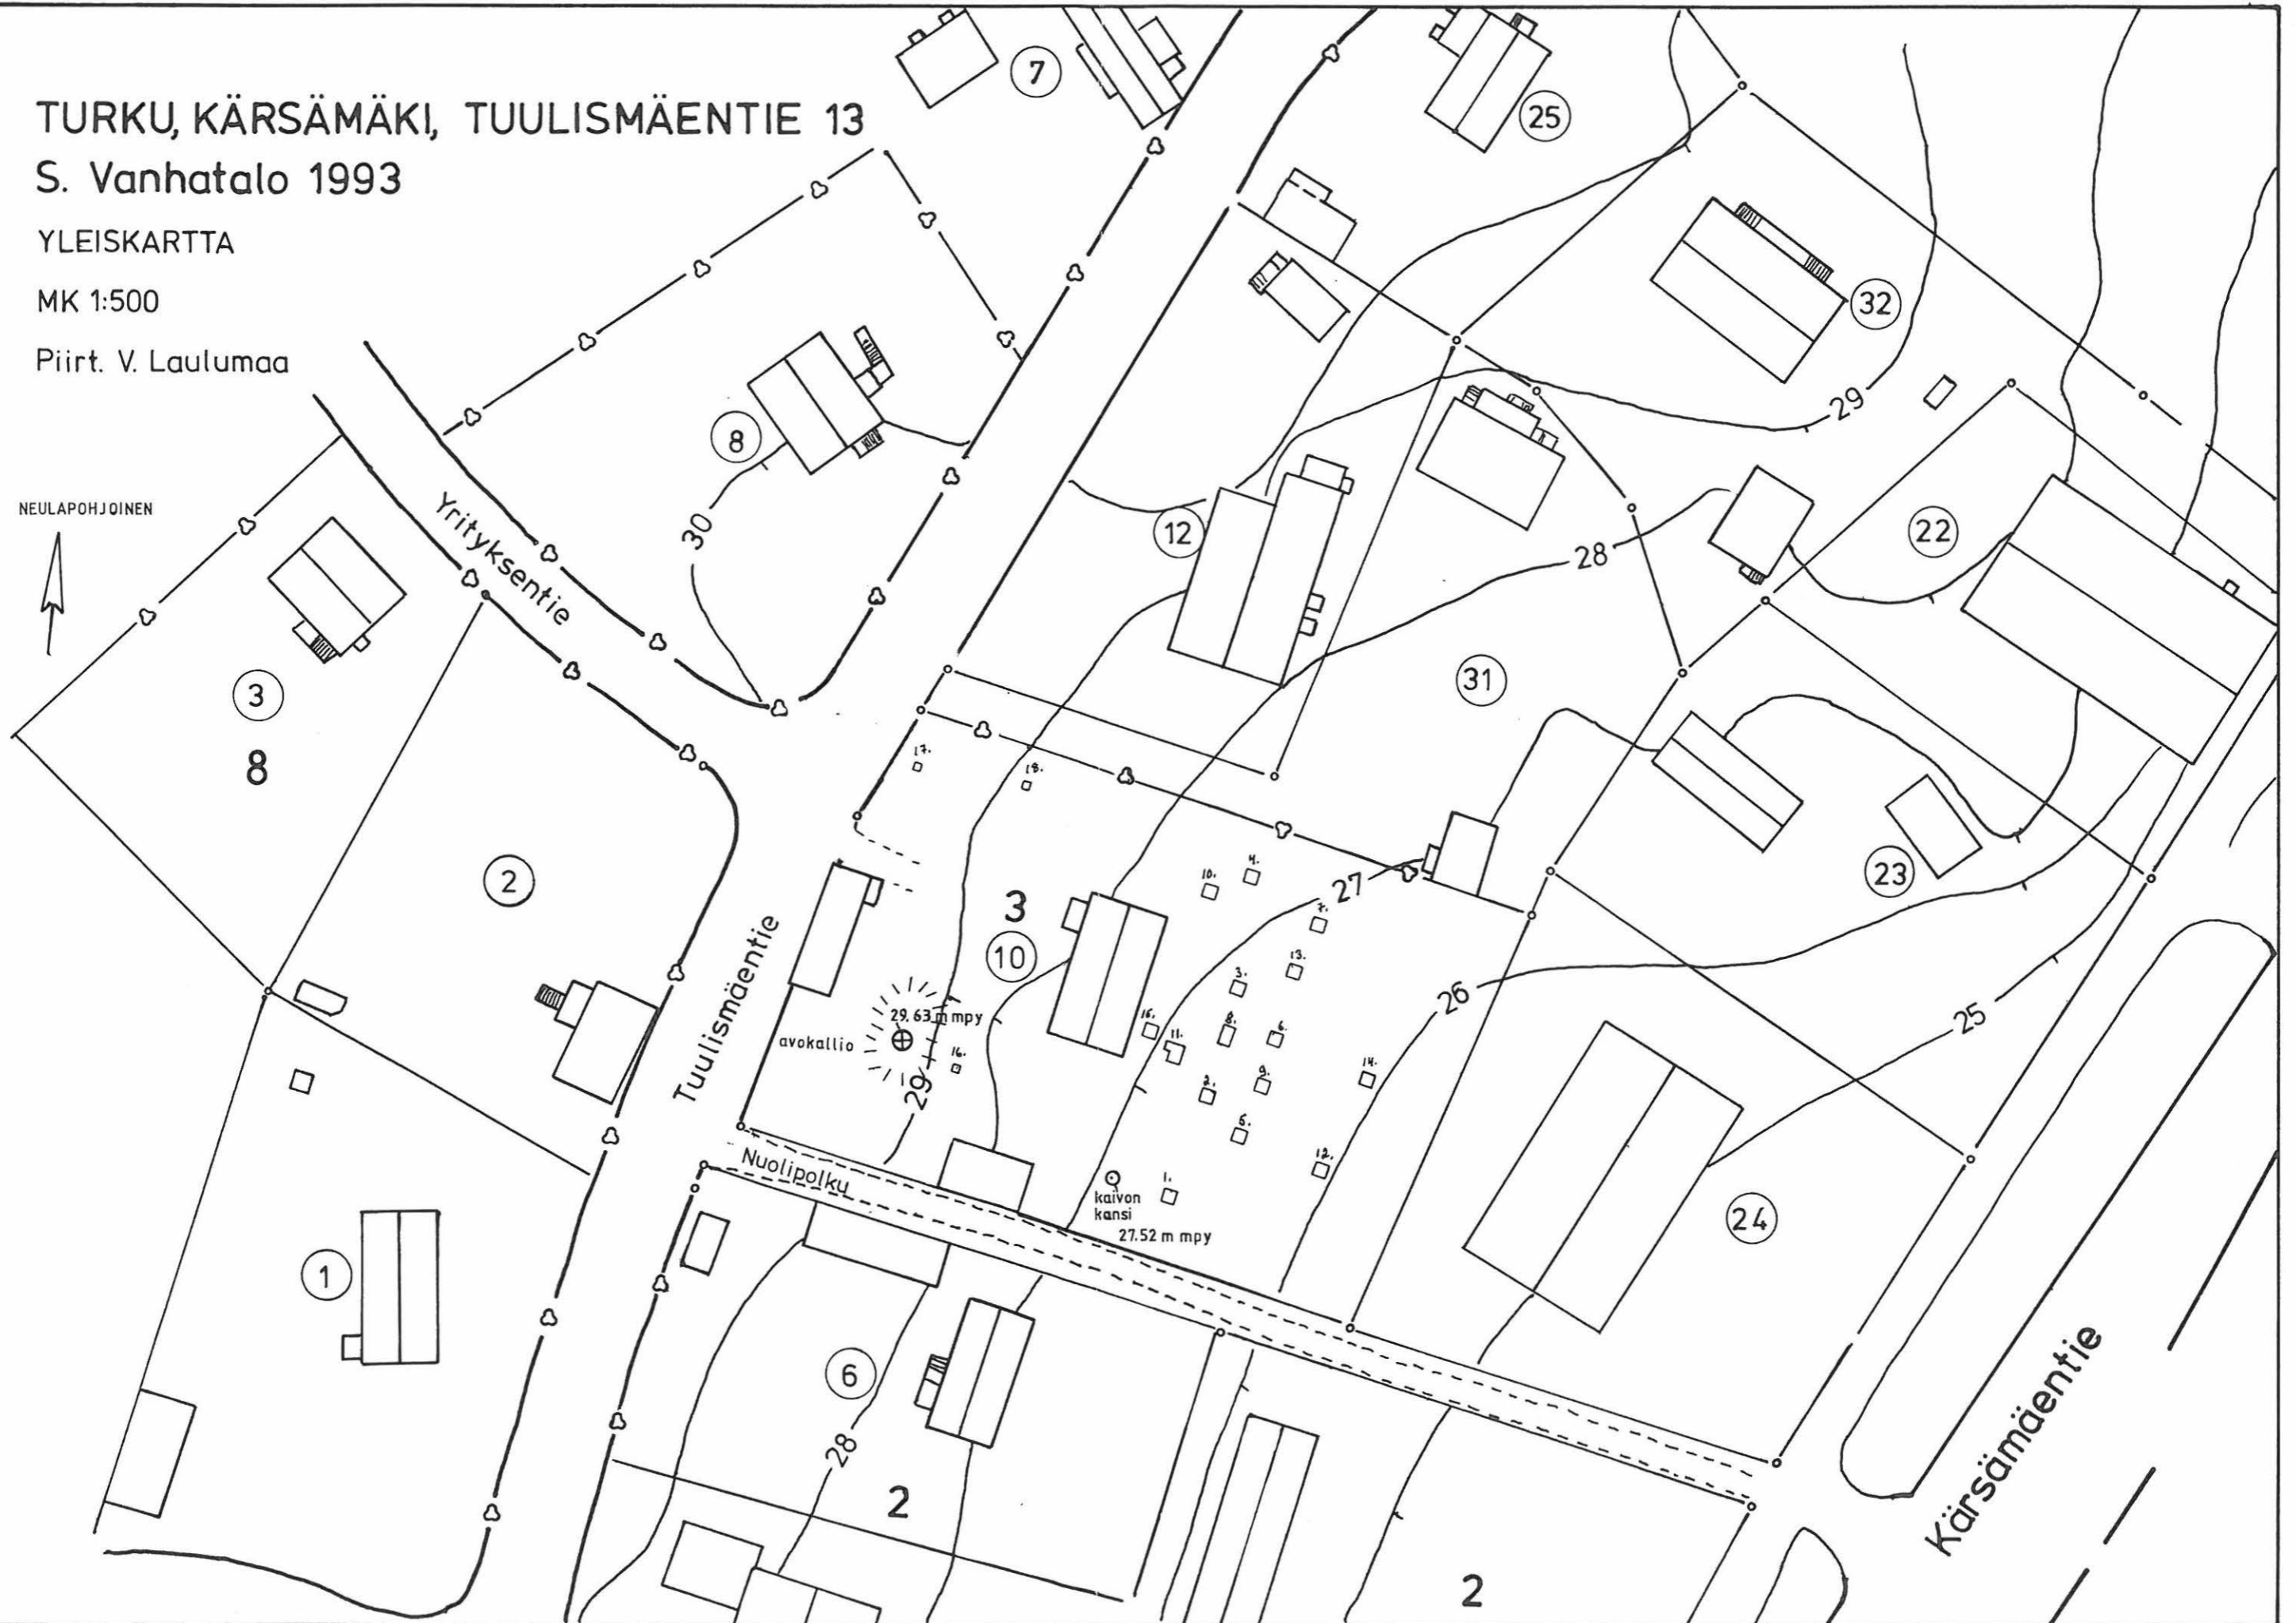 TURKU, KÄRSÄMÄKI, TUULISMÄENTIE 13
S. Vanhatalo 1993
YLEISKARTTA
MK 1:500
Piirt. V. Laulumaa
NEULAPOHJOINEN
7
25
32
29
8
30
Yrityksentie
12
28
22
3
8
31
17.
18.
2
23
10.
4.
27
7.
3
10
13.
3.
26
25
Tuulismäentie
29.63 m mpy
avokallio
16.
29
15.
11.
8.
6.
2.
9.
14.
5.
12.
1.
Nuolipolku
kaivon
kansi
27.52 m mpy
24
1
6
28
2
2
Kärsämäentie